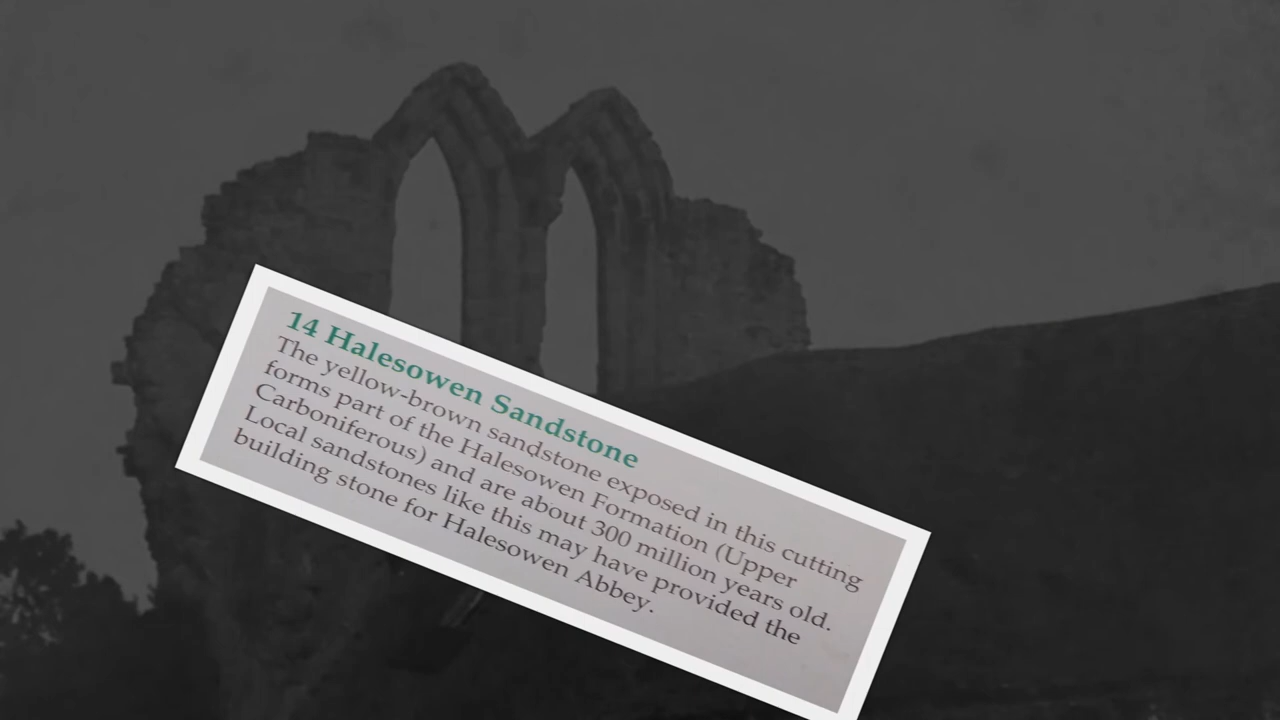 14 Halesowen Sandstone
The yellow-brown sandstone exposed in this cutting
forms part of the Halesowen Formation (Upper
Carboniferous) and are about 300 million years old.
Local sandstones like this may have provided the
building stone for Halesowen Abbey.